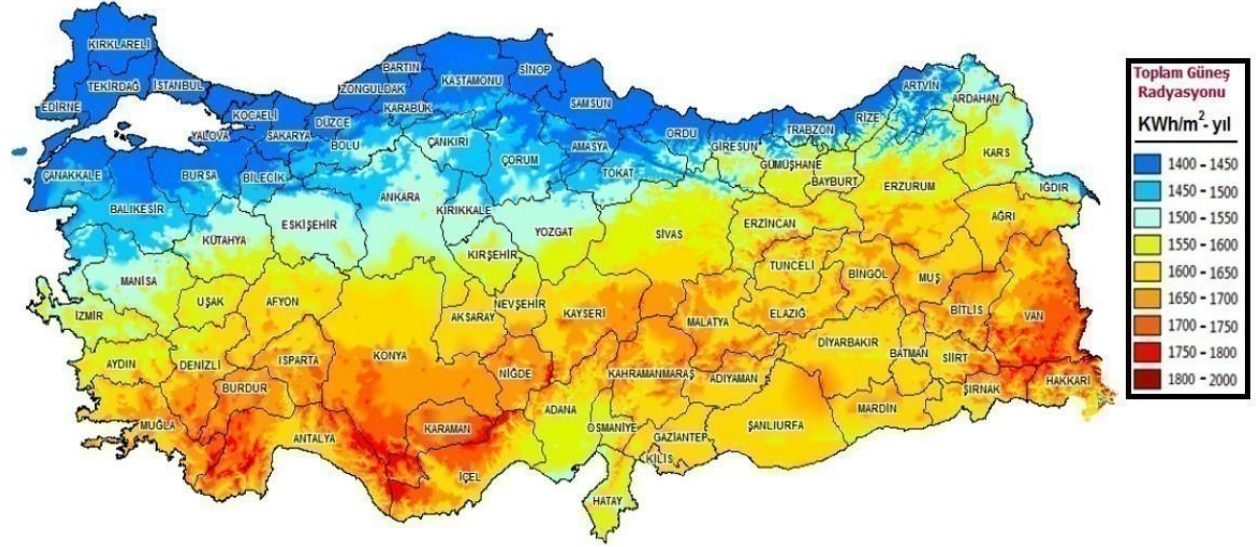 KIRKLARELİ
TEKİRDAĞ
İSTANBUL
EDİRNE
KOCAELİ
YALOVA
SAKARYA
DÜZCE
ZONGULDAK
BARTIN
KARABÜK
KASTAMONU
SİNOP
SAMSUN
BOLU
ÇANKIRI
ÇORUM
AMASYA
TOKAT
ORDU
GİRESUN
TRABZON
RİZE
ARTVİN
ARDAHAN
GÜMÜŞHANE
BAYBURT
ERZURUM
KARS
IĞDIR
ÇANAKKALE
BURSA
BİLECİK
BALIKESİR
KÜTAHYA
ESKİŞEHİR
ANKARA
KIRIKKALE
YOZGAT
SİVAS
ERZİNCAN
AĞRI
MANİSA
UŞAK
AFYON
KIRŞEHİR
NEVŞEHİR
AKSARAY
KAYSERİ
MALATYA
TUNCELİ
BİNGÖL
MUŞ
ELAZIĞ
BİTLİS
VAN
İZMİR
AYDIN
DENİZLİ
ISPARTA
BURDUR
KONYA
NİĞDE
KAHRAMANMARAŞ
ADIYAMAN
DİYARBAKIR
BATMAN
SİİRT
ŞIRNAK
HAKKARİ
MUĞLA
ANTALYA
KARAMAN
İÇEL
ADANA
OSMANİYE
GAZİANTEP
KİLİS
ŞANLIURFA
MARDİN
HATAY
Toplam Güneş
Radyasyonu
KWh/m²- yıl
1400 - 1450
1450 - 1500
1500 - 1550
1550 - 1600
1600 - 1650
1650 - 1700
1700 - 1750
1750 - 1800
1800 - 2000